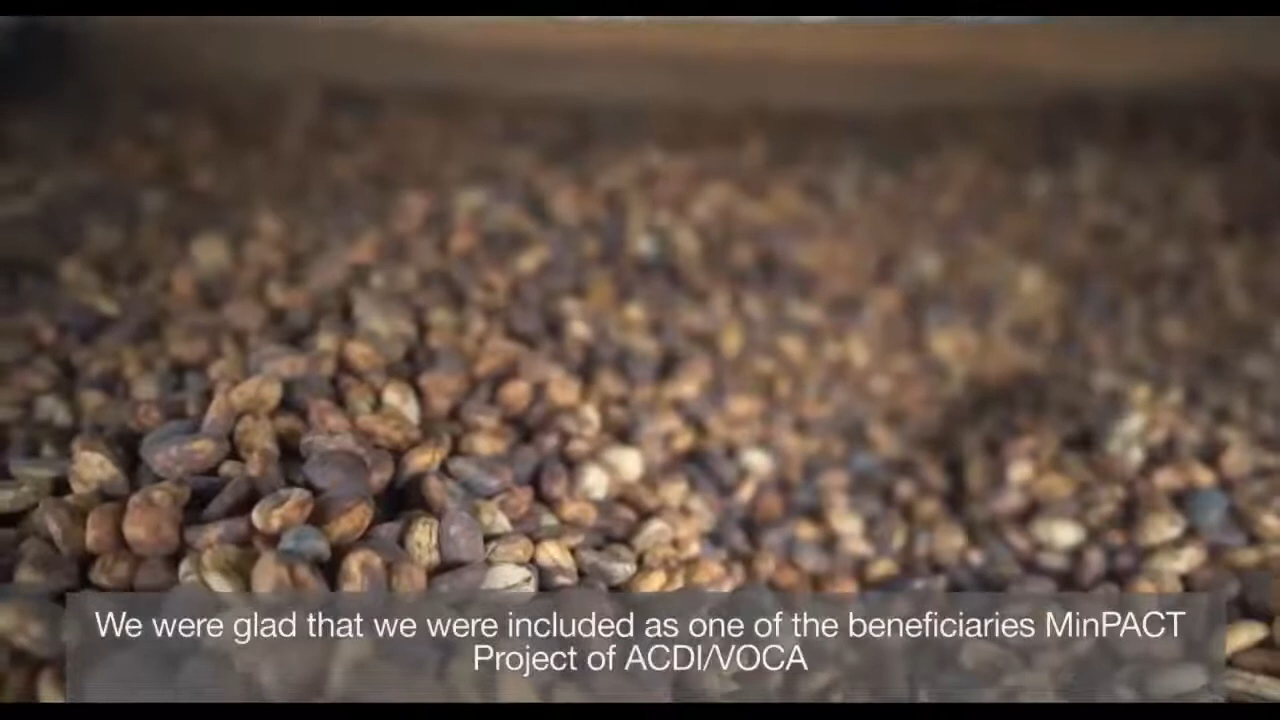 We were glad that we were included as one of the beneficiaries MinPACT
Project of ACDI/VOCA